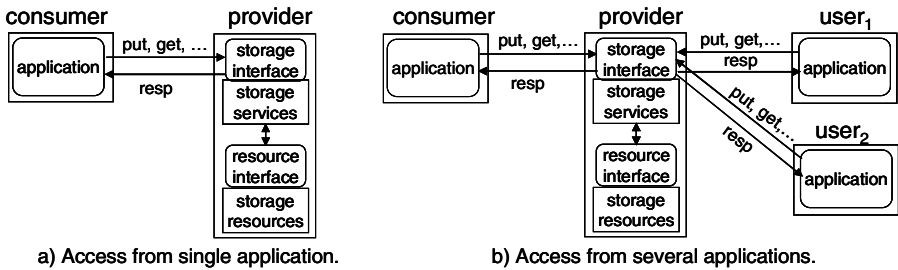 consumer
provider
application
put, get, ...
resp
storage
interface
storage
services
resource
interface
storage
resources
a) Access from single application.
consumer
provider
user1
application
put, get,...
resp
storage
interface
storage
services
resource
interface
storage
resources
put, get,...
resp
application
put, get,...
resp
user2
application
b) Access from several applications.